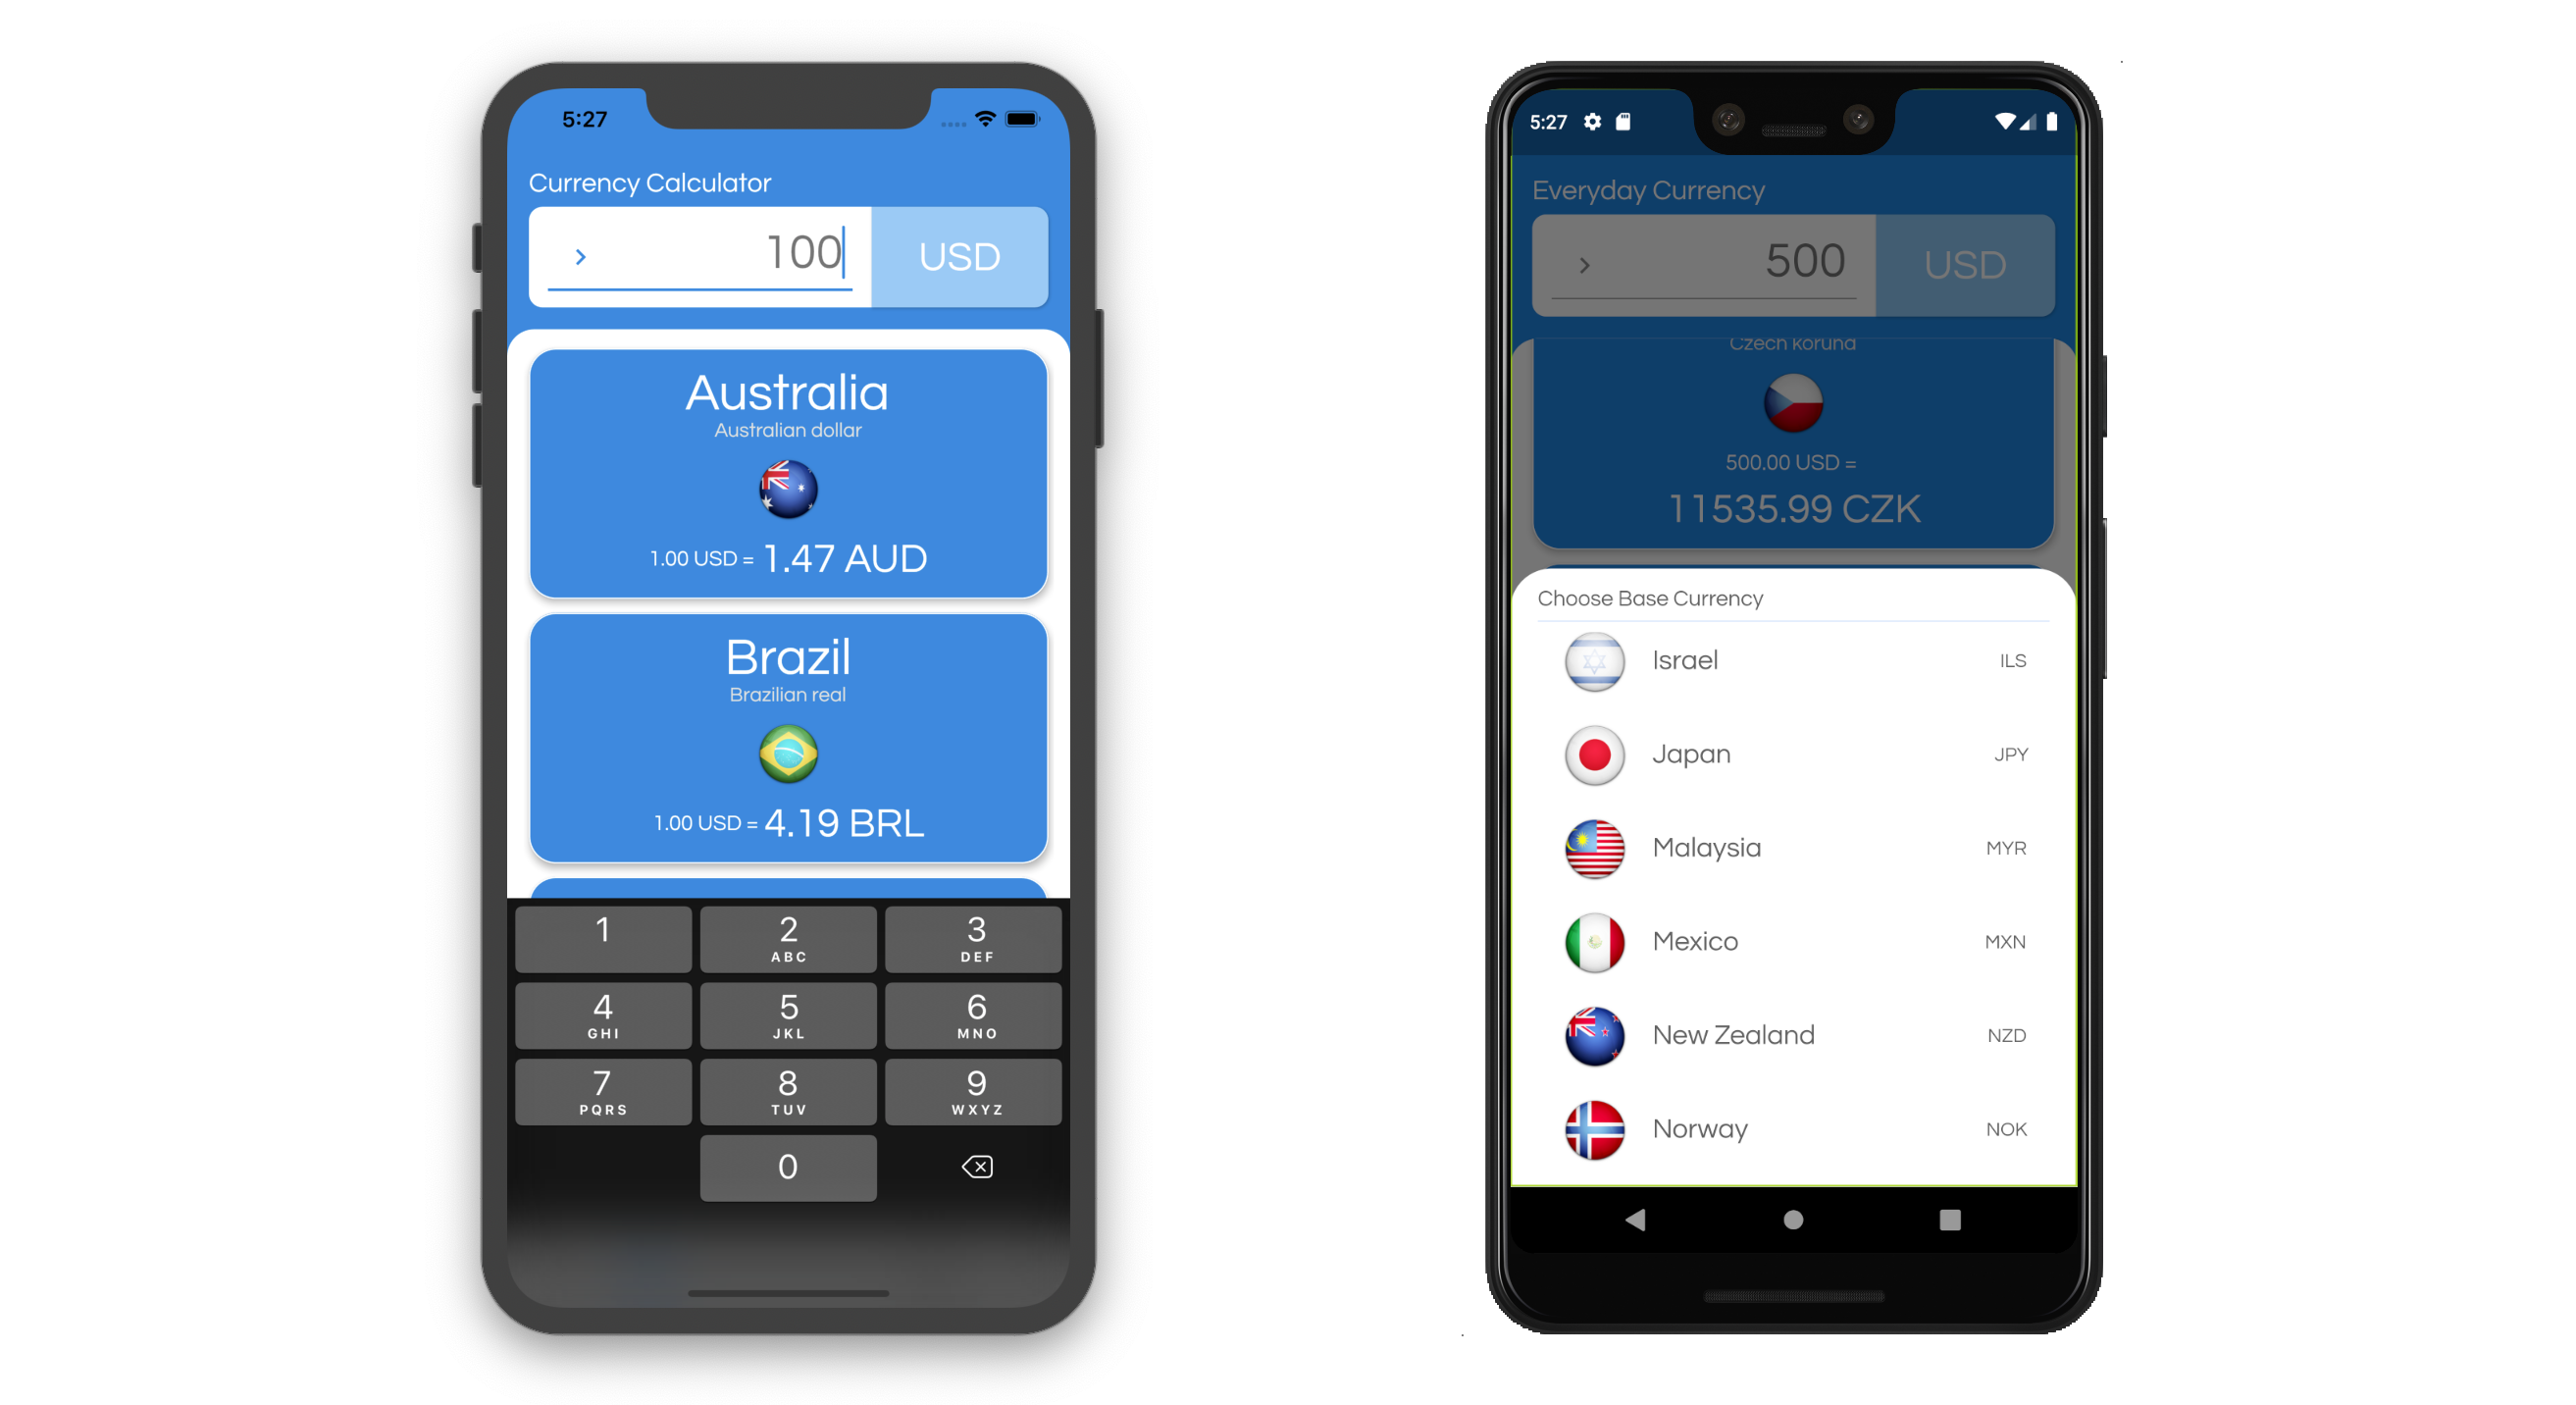 5:27
Currency Calculator
100
USD
Australia
Australian dollar
1.00 USD = 1.47 AUD
Brazil
Brazilian real
1.00 USD = 4.19 BRL
1
2
ABC
3
DEF
4
GHI
5
JKL
6
MNO
7
PQRS
8
TUV
9
WXYZ
0
5:27
Everyday Currency
500
USD
Czech koruna
500.00 USD =
11535.99 CZK
Choose Base Currency
Israel ILS
Japan JPY
Malaysia MYR
Mexico MXN
New Zealand NZD
Norway NOK